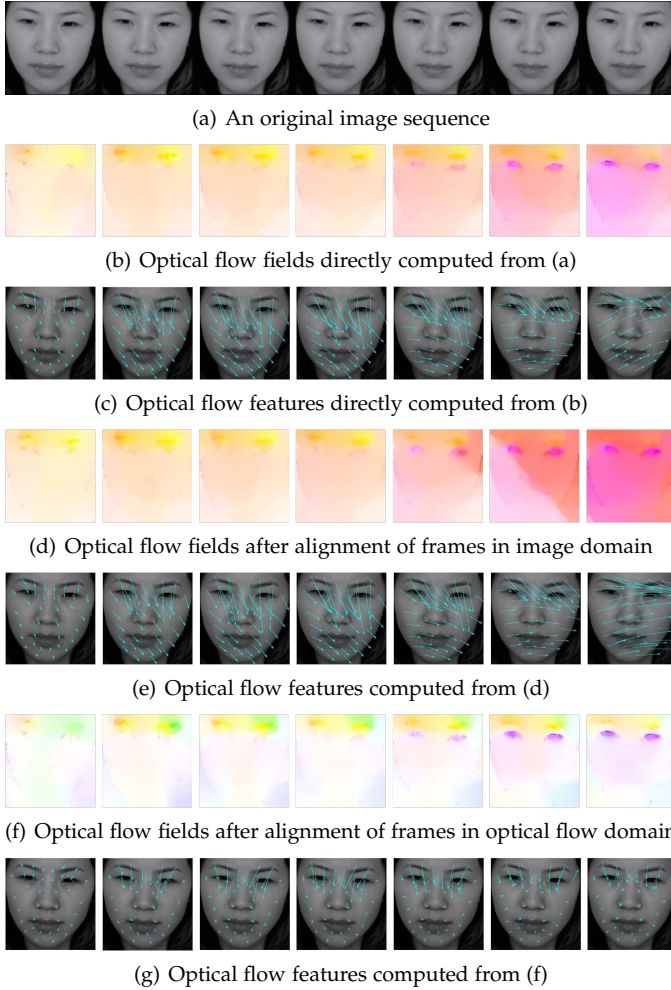 (a) An original image sequence
(b) Optical flow fields directly computed from (a)
(c) Optical flow features directly computed from (b)
(d) Optical flow fields after alignment of frames in image domain
(e) Optical flow features computed from (d)
(f) Optical flow fields after alignment of frames in optical flow domain
(g) Optical flow features computed from (f)